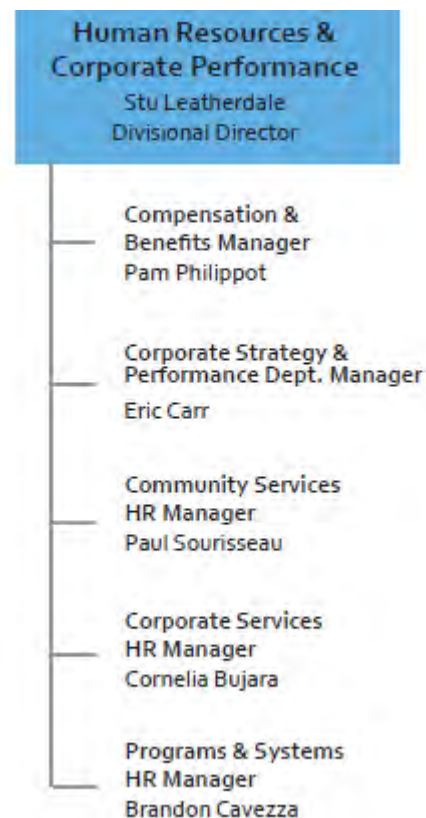 Human Resources &
Corporate Performance
Stu Leatherdale
Divisional Director
Compensation &
Benefits Manager
Pam Philippot
Corporate Strategy &
Performance Dept. Manager
Eric Carr
Community Services
HR Manager
Paul Sourisseau
Corporate Services
HR Manager
Cornelia Bujara
Programs & Systems
HR Manager
Brandon Cavezza